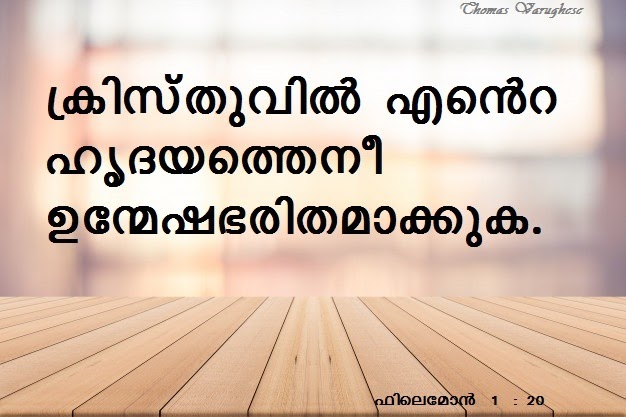 Thomas Varughese
ക്രിസ്തുവിൽ എൻെറ
ഹൃദയത്തെനീ
ഉന്മേഷഭരിതമാക്കുക.
ഫിലെമോൻ 1 : 20